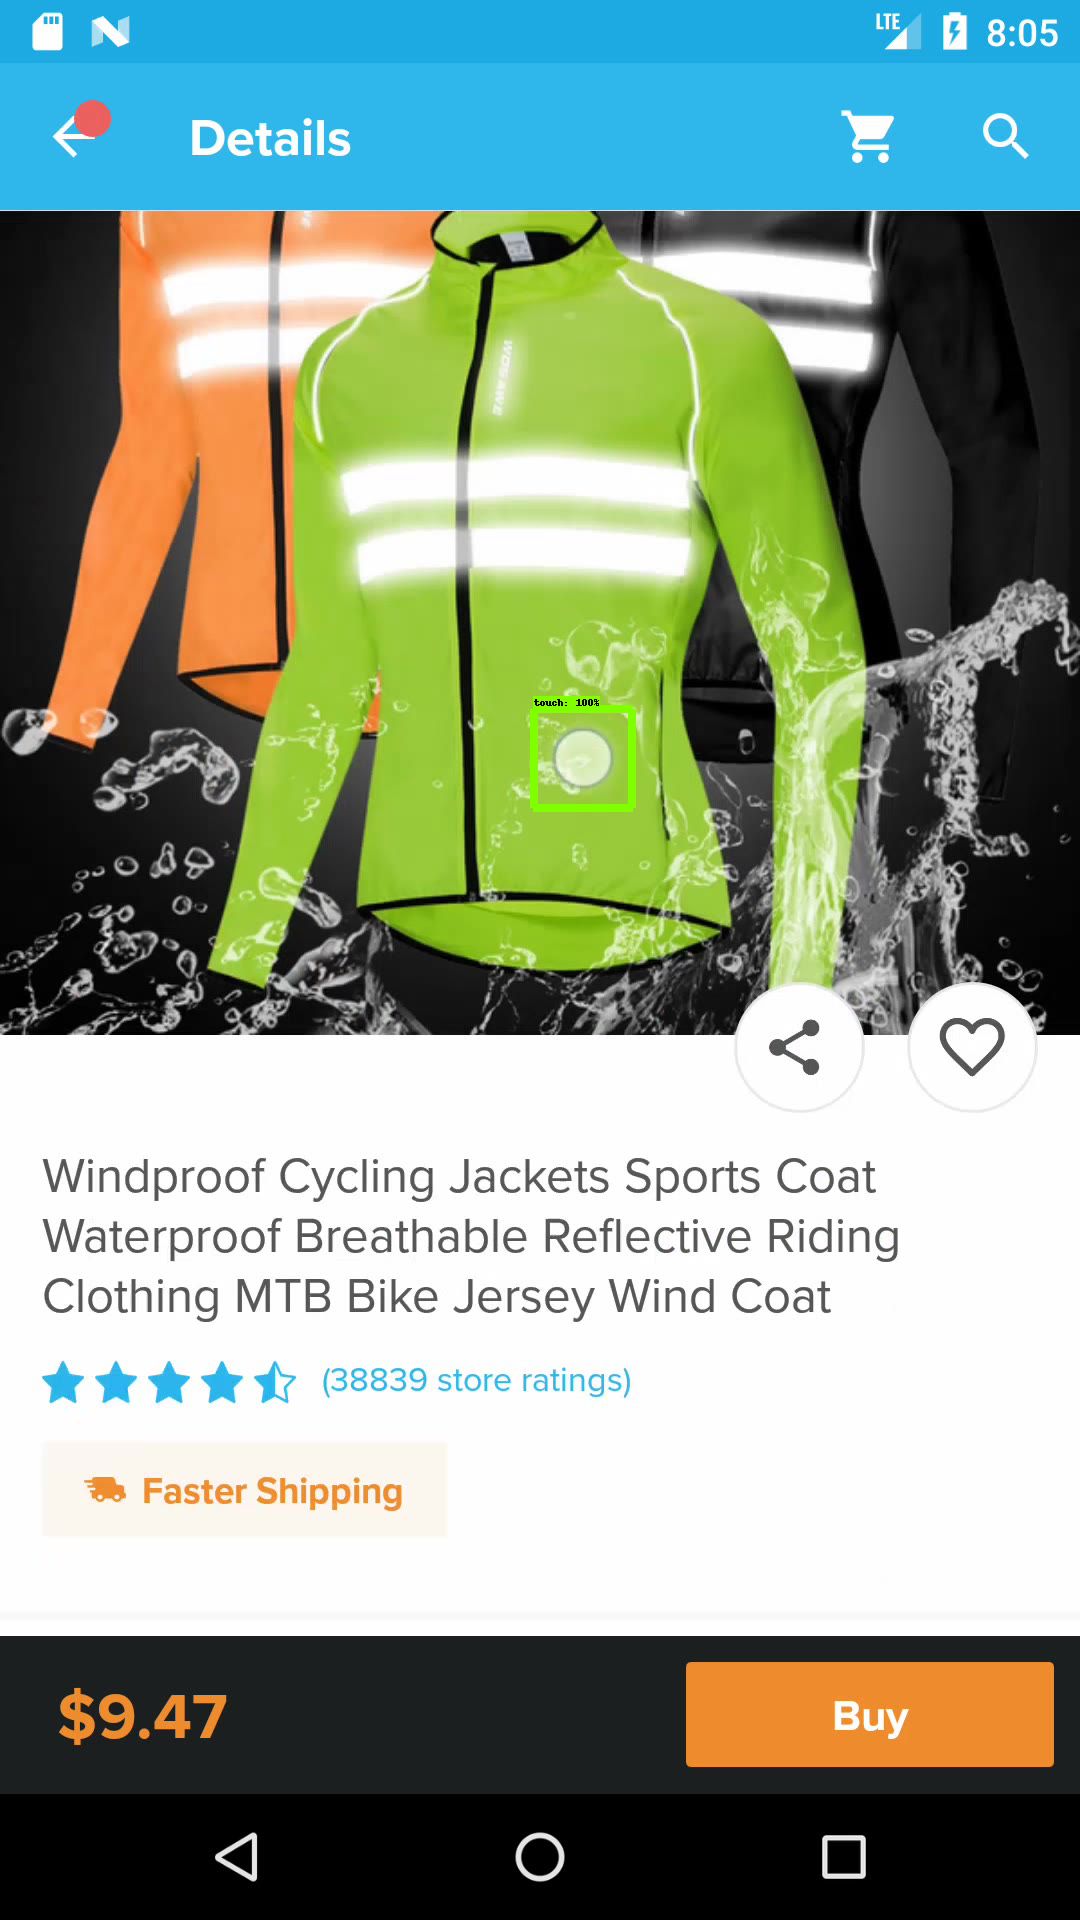 LTE 8:05
Details
WOSAWE
touch: 100%
Windproof Cycling Jackets Sports Coat
Waterproof Breathable Reflective Riding
Clothing MTB Bike Jersey Wind Coat
(38839 store ratings)
Faster Shipping
$9.47
Buy